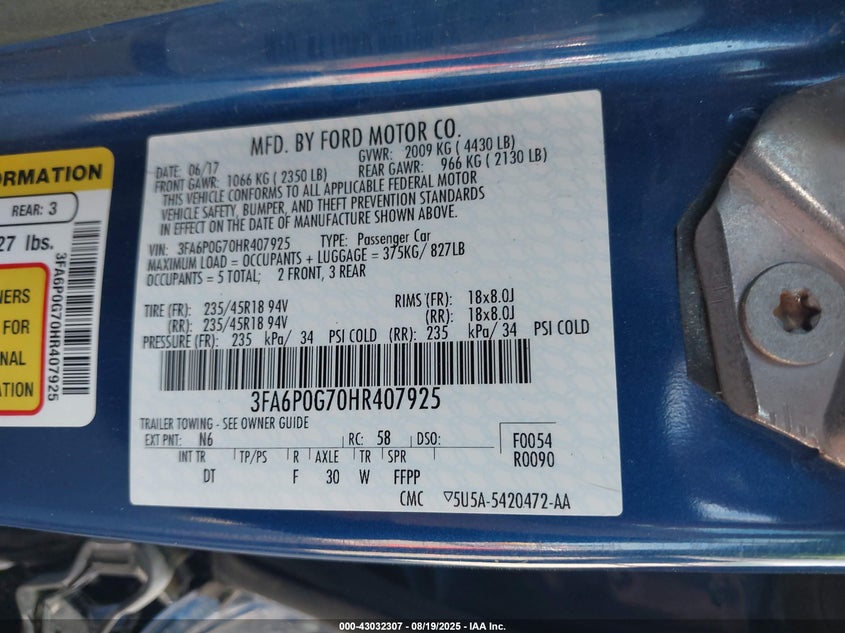 ORMATION
REAR: 3
27 lbs.
NERS
FOR
NAL
ATION
3FA6P0G70HR407925
MFD. BY FORD MOTOR CO.
DATE: 06/17 GVWR: 2009 KG ( 4430 LB)
FRONT GAWR: 1066 KG ( 2350 LB) REAR GAWR: 966 KG ( 2130 LB)
THIS VEHICLE CONFORMS TO ALL APPLICABLE FEDERAL MOTOR
VEHICLE SAFETY, BUMPER, AND THEFT PREVENTION STANDARDS
IN EFFECT ON THE DATE OF MANUFACTURE SHOWN ABOVE.
VIN: 3FA6P0G70HR407925 TYPE: Passenger Car
MAXIMUM LOAD = OCCUPANTS + LUGGAGE = 375KG/ 827LB
OCCUPANTS = 5 TOTAL; 2 FRONT, 3 REAR
TIRE (FR): 235/45R18 94V RIMS (FR): 18x8.0J
(RR): 235/45R18 94V (RR): 18x8.0J
PRESSURE (FR): 235 kPa/ 34 PSI COLD (RR): 235 kPa/ 34 PSI COLD
3FA6P0G70HR407925
TRAILER TOWING - SEE OWNER GUIDE
EXT PNT: N6 RC: 58 DSO: F0054
INT TR TP/PS R AXLE TR SPR R0090
DT F 30 W FFPP
CMC ▽5U5A-5420472-AA
000-43032307 - 08/19/2025 - IAA Inc.